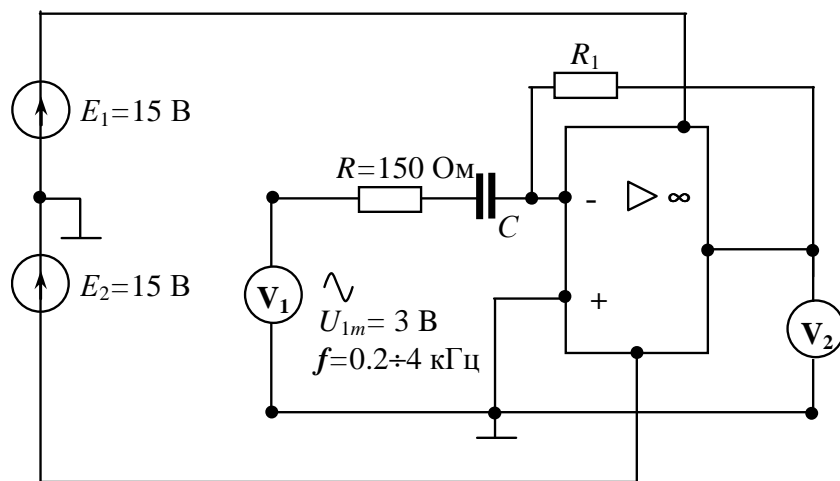 R₁
E₁=15 В
R=150 Ом
- ▷ ∞
C
E₂=15 В
V₁
+
U₁ₘ= 3 В
V₂
f=0.2÷4 кГц